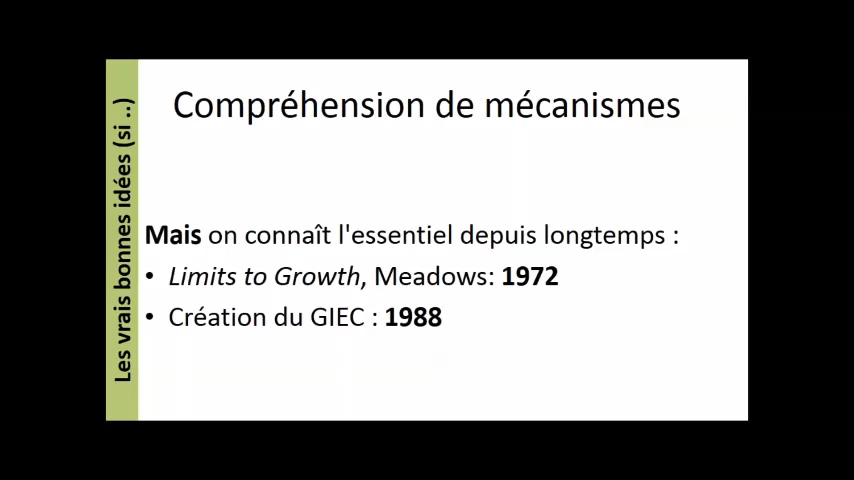 Les vrais bonnes idées (si ..)
Compréhension de mécanismes
Mais on connaît l'essentiel depuis longtemps :
• Limits to Growth, Meadows: 1972
• Création du GIEC : 1988